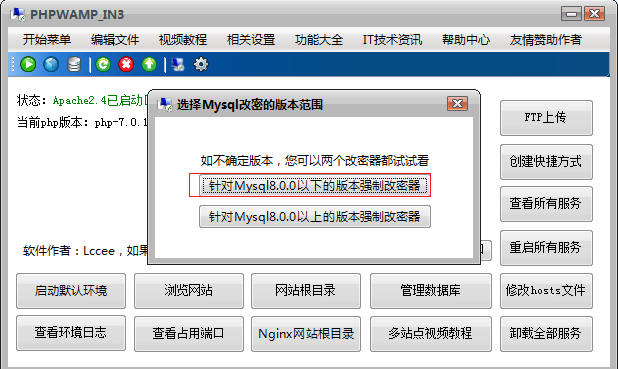 PHPWAMP_IN3
开始菜单 编辑文件 视频教程 相关设置 功能大全 IT技术资讯 帮助中心 友情赞助作者
状态：Apache2.4已启动
当前php版本：php-7.0.1
选择Mysql改密的版本范围
如不确定版本，您可以两个改密器都试试看
针对Mysql8.0.0以下的版本强制改密器
针对Mysql8.0.0以上的版本强制改密器
FTP上传
创建快捷方式
查看所有服务
软件作者：Lccee，如果
重启所有服务
启动默认环境 浏览网站 网站根目录 管理数据库 修改hosts文件
查看环境日志 查看占用端口 Nginx网站根目录 多站点视频教程 卸载全部服务